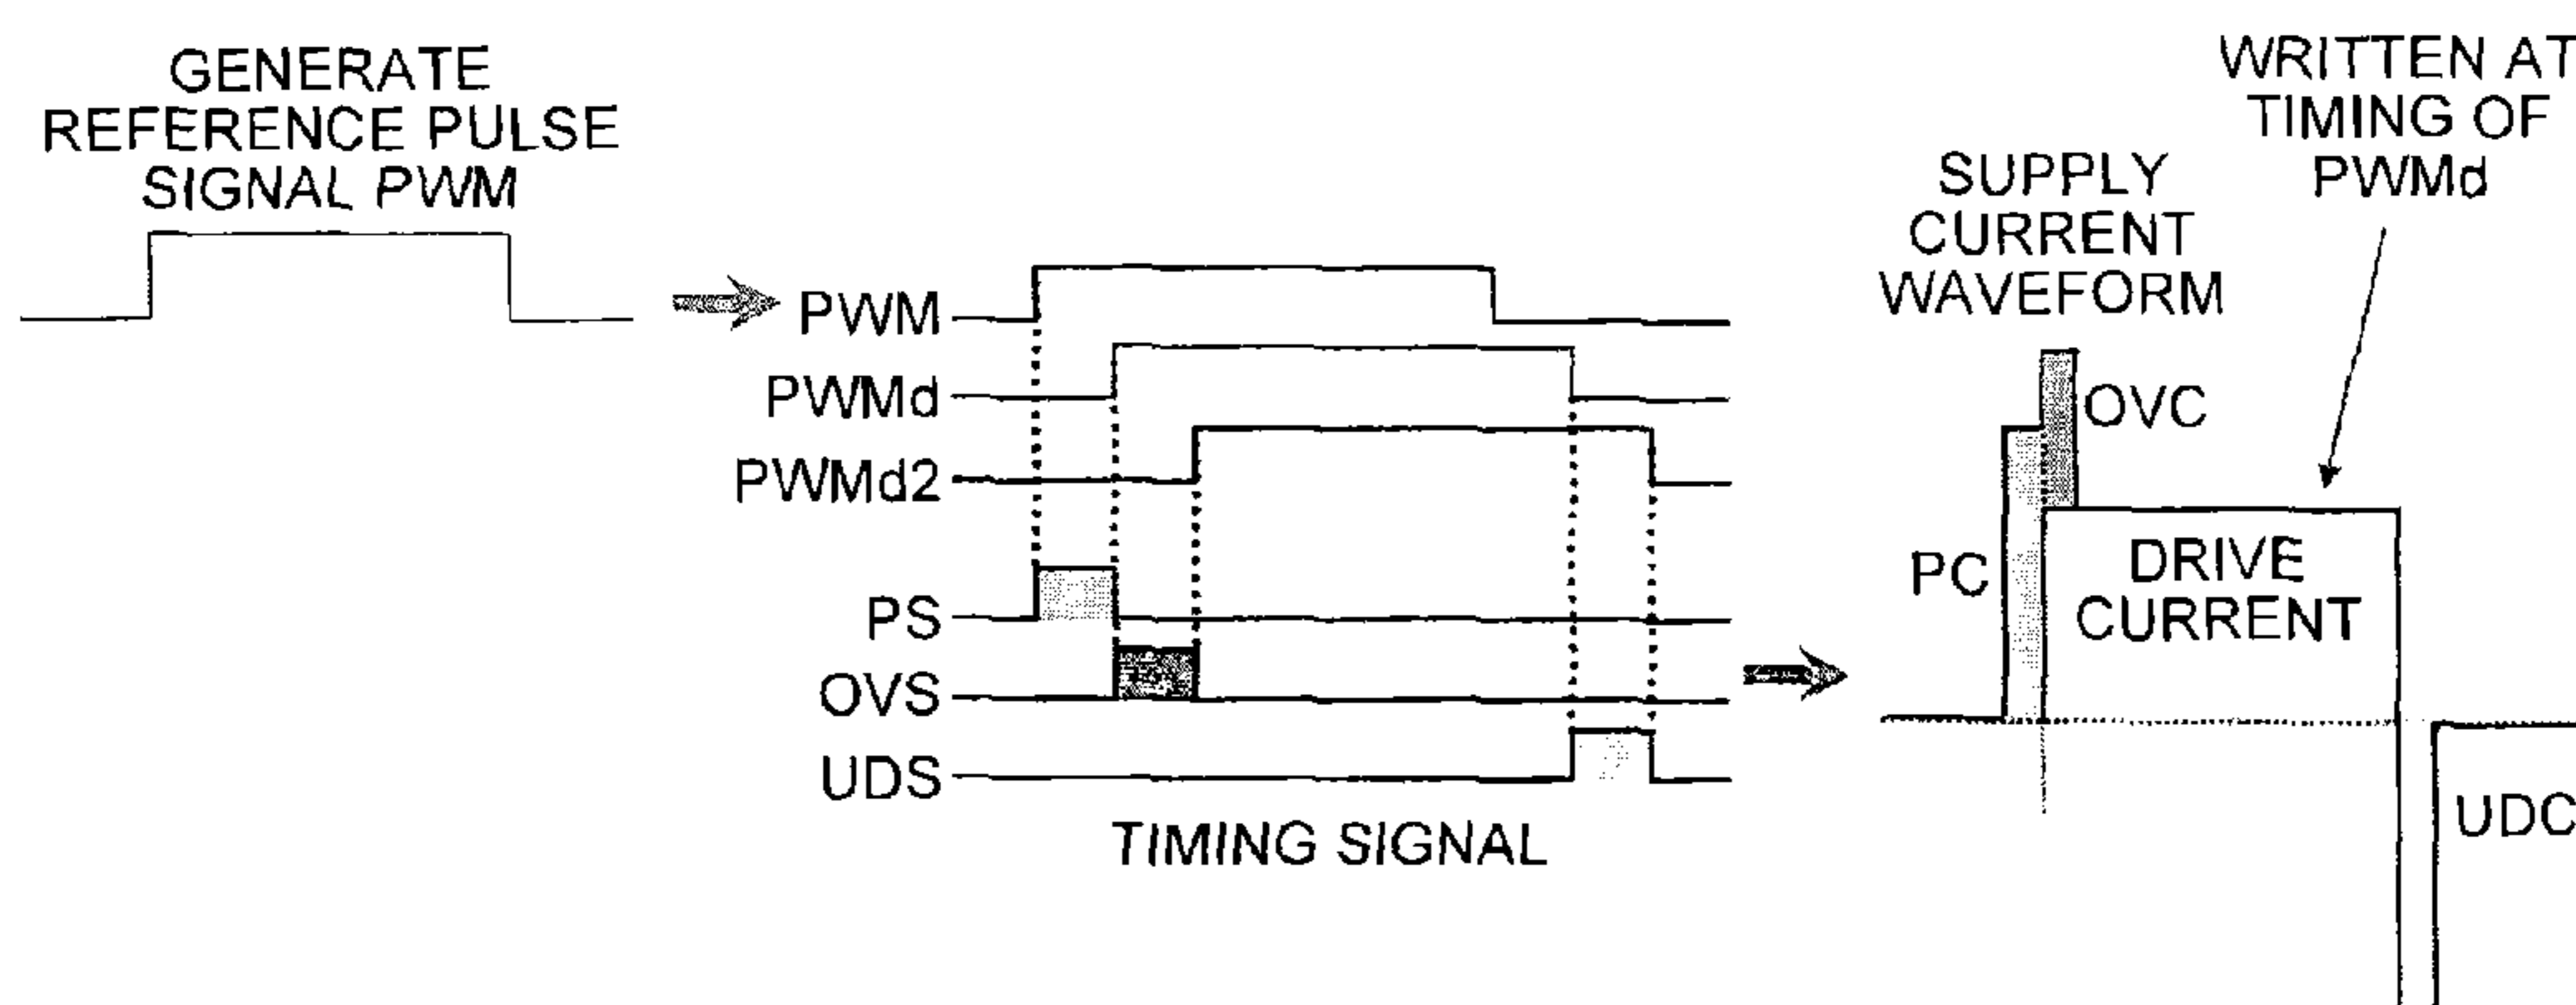 GENERATE
REFERENCE PULSE
SIGNAL PWM
PWM
PWMd
PWMd2
PS
OVS
UDS
TIMING SIGNAL
SUPPLY
CURRENT
WAVEFORM
WRITTEN AT
TIMING OF
PWMd
OVC
PC
DRIVE
CURRENT
UDC